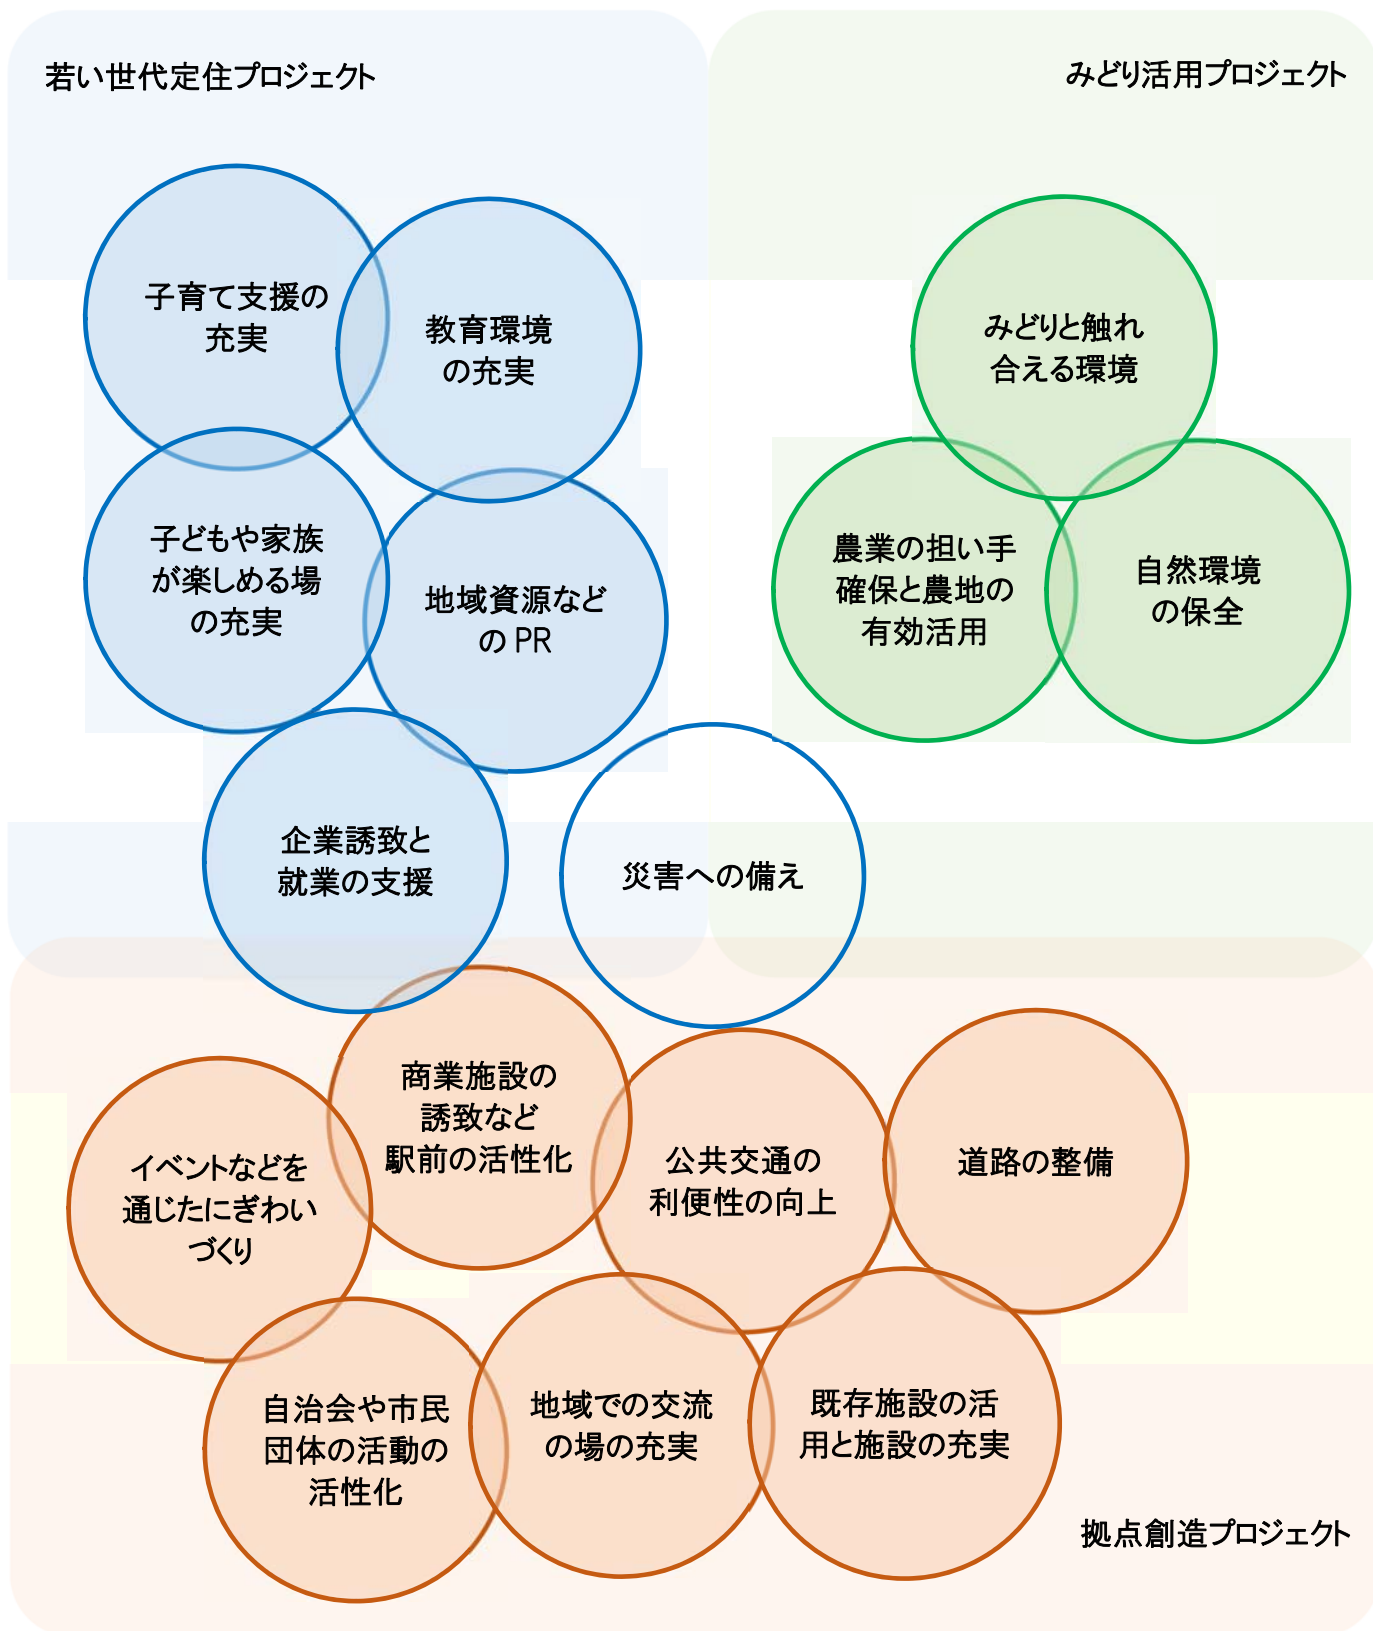 若い世代定住プロジェクト
みどり活用プロジェクト
子育て支援の
充実
教育環境
の充実
みどりと触れ
合える環境
子どもや家族
が楽しめる場
の充実
地域資源など
のPR
農業の担い手
確保と農地の
有効活用
自然環境
の保全
企業誘致と
就業の支援
災害への備え
商業施設の
誘致など
駅前の活性化
イベントなどを
通じたにぎわい
づくり
公共交通の
利便性の向上
道路の整備
自治会や市民
団体の活動の
活性化
地域での交流
の場の充実
既存施設の活
用と施設の充実
拠点創造プロジェクト